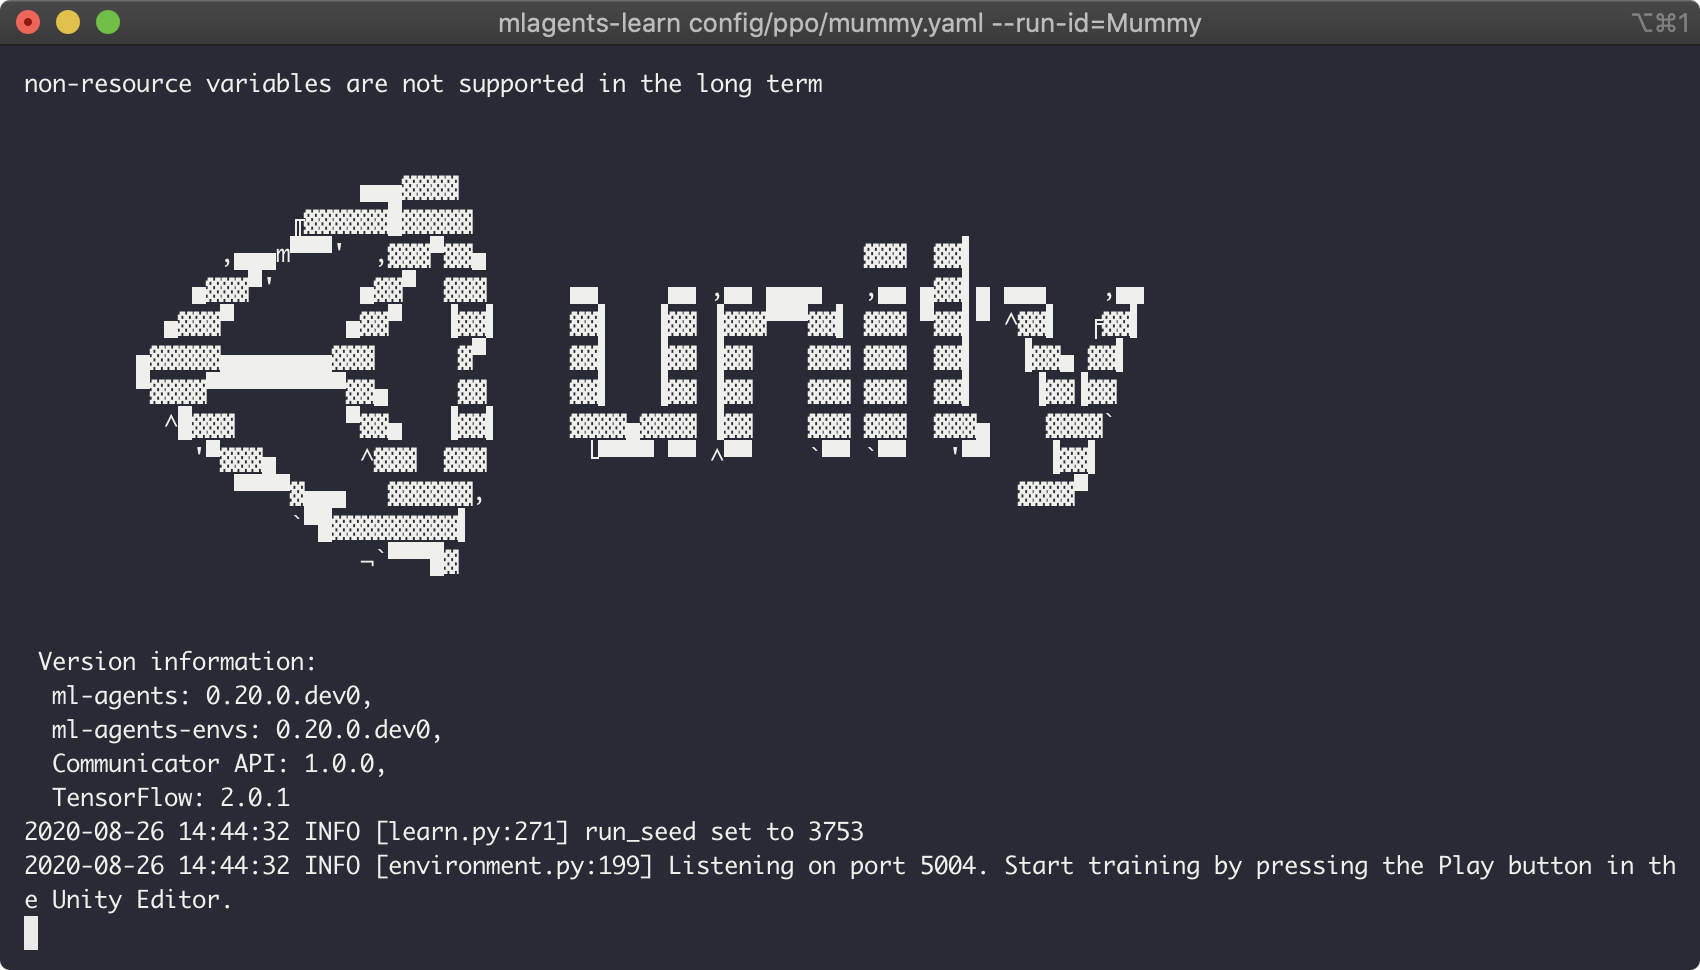 mlagents-learn config/ppo/mummy.yaml --run-id=Mummy
⌥⌘1
non-resource variables are not supported in the long term
unity
Version information:
ml-agents: 0.20.0.dev0,
ml-agents-envs: 0.20.0.dev0,
Communicator API: 1.0.0,
TensorFlow: 2.0.1
2020-08-26 14:44:32 INFO [learn.py:271] run_seed set to 3753
2020-08-26 14:44:32 INFO [environment.py:199] Listening on port 5004. Start training by pressing the Play button in th
e Unity Editor.